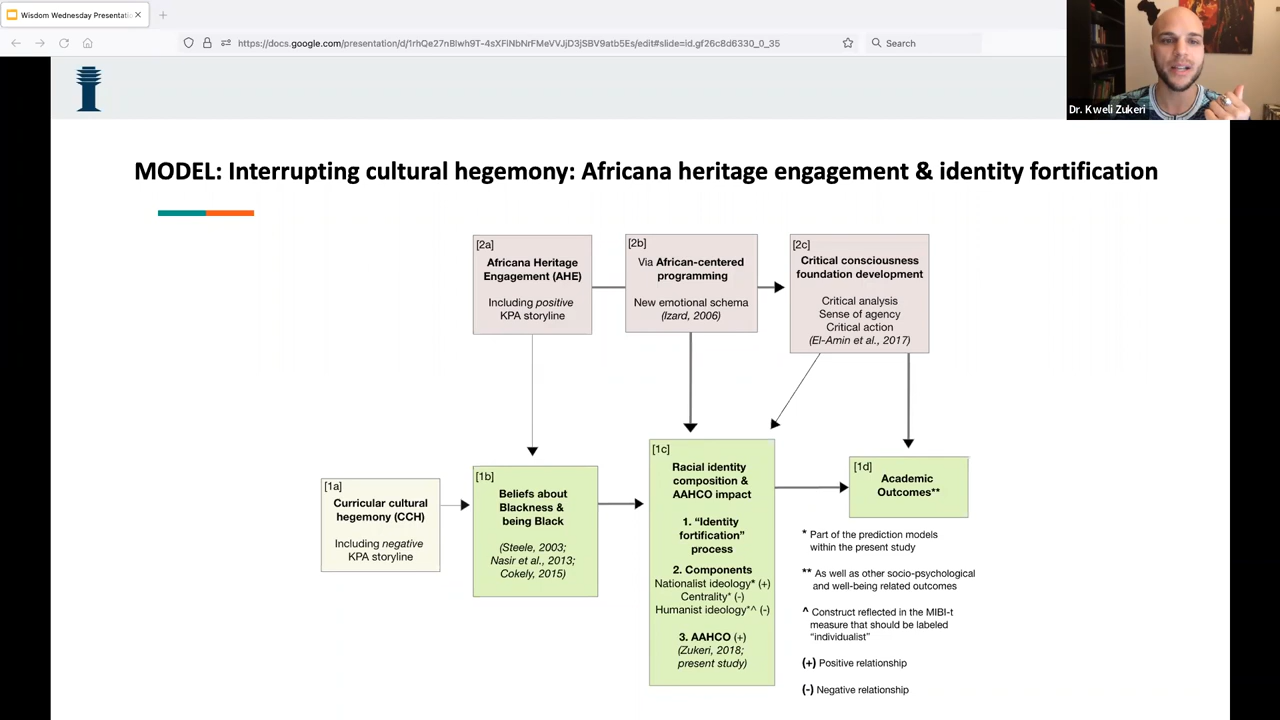 Wisdom Wednesday Presentati
https://docs.google.com/presentation/d/1rhQe27nBlwh9T-4sXFiNbNrFMeVVJjD3jSBV9atb5Es/edit#slide=id.gf26c8d6330_0_35
Search
Dr. Kweli Zukeri
MODEL: Interrupting cultural hegemony: Africana heritage engagement & identity fortification
[2a]
Africana Heritage
Engagement (AHE)
Including positive
KPA storyline
[2b]
Via African-centered
programming
New emotional schema
(Izard, 2006)
[2c]
Critical consciousness
foundation development
Critical analysis
Sense of agency
Critical action
(El-Amin et al., 2017)
[1a]
Curricular cultural
hegemony (CCH)
Including negative
KPA storyline
[1b]
Beliefs about
Blackness &
being Black
(Steele, 2003;
Nasir et al., 2013;
Cokely, 2015)
[1c]
Racial identity
composition &
AAHCO impact
1. “Identity
fortification”
process
2. Components
Nationalist ideology* (+)
Centrality* (-)
Humanist ideology*^ (-)
3. AAHCO (+)
(Zukeri, 2018;
present study)
[1d]
Academic
Outcomes**
* Part of the prediction models
within the present study
** As well as other socio-psychological
and well-being related outcomes
^ Construct reflected in the MIBI-t
measure that should be labeled
“individualist”
(+) Positive relationship
(-) Negative relationship